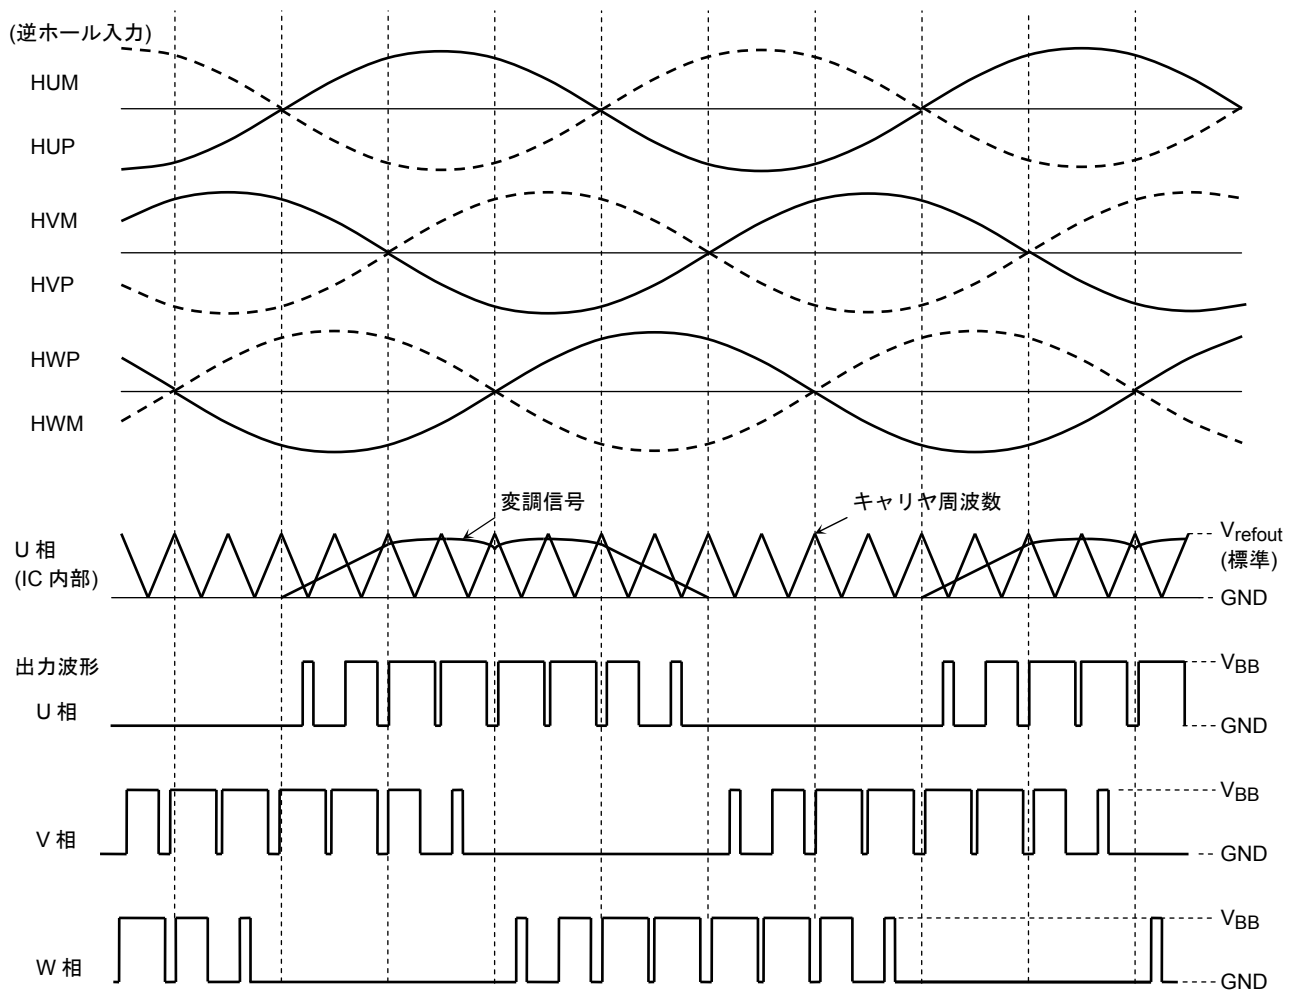 (逆ホール入力)
HUM
HUP
HVM
HVP
HWP
HWM
変調信号
キャリヤ周波数
U 相
(IC 内部)
Vrefout
(標準)
GND
出力波形
U 相
VBB
GND
V 相
VBB
GND
W 相
VBB
GND